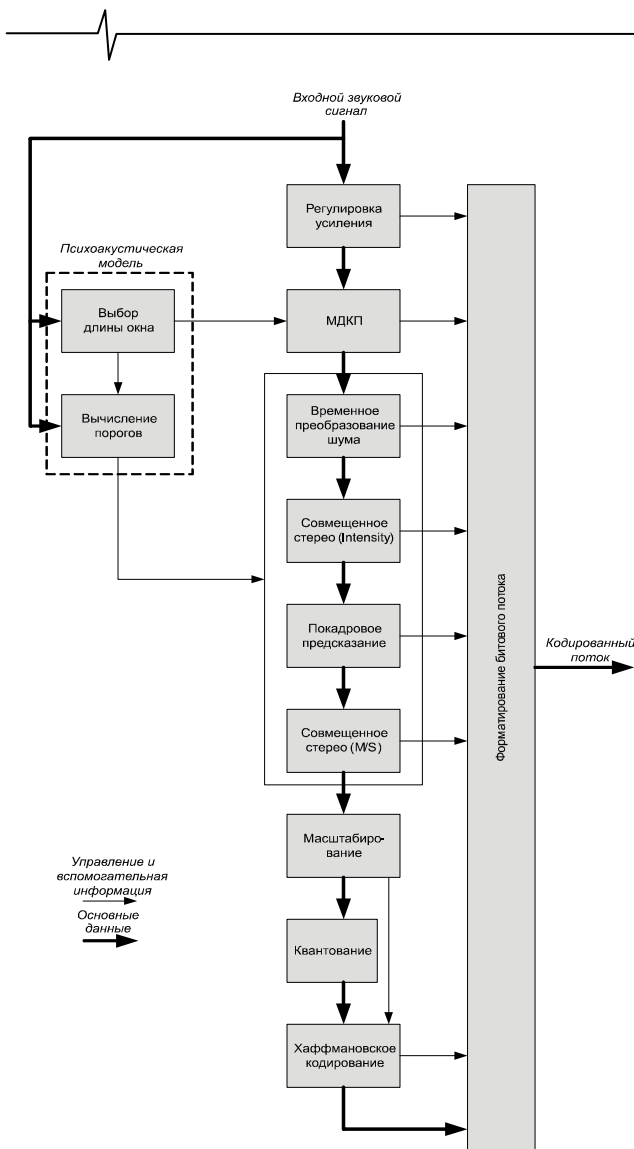 Входной звуковой
сигнал
Регулировка
усиления
Психоакустическая
модель
Выбор
длины окна
МДКП
Вычисление
порогов
Временное
преобразование
шума
Совмещенное
стерео (Intensity)
Покадровое
предсказание
Совмещенное
стерео (M/S)
Форматирование битового потока
Кодированный
поток
Масштабиро-
вание
Управление и
вспомогательная
информация
Основные
данные
Квантование
Хаффмановское
кодирование